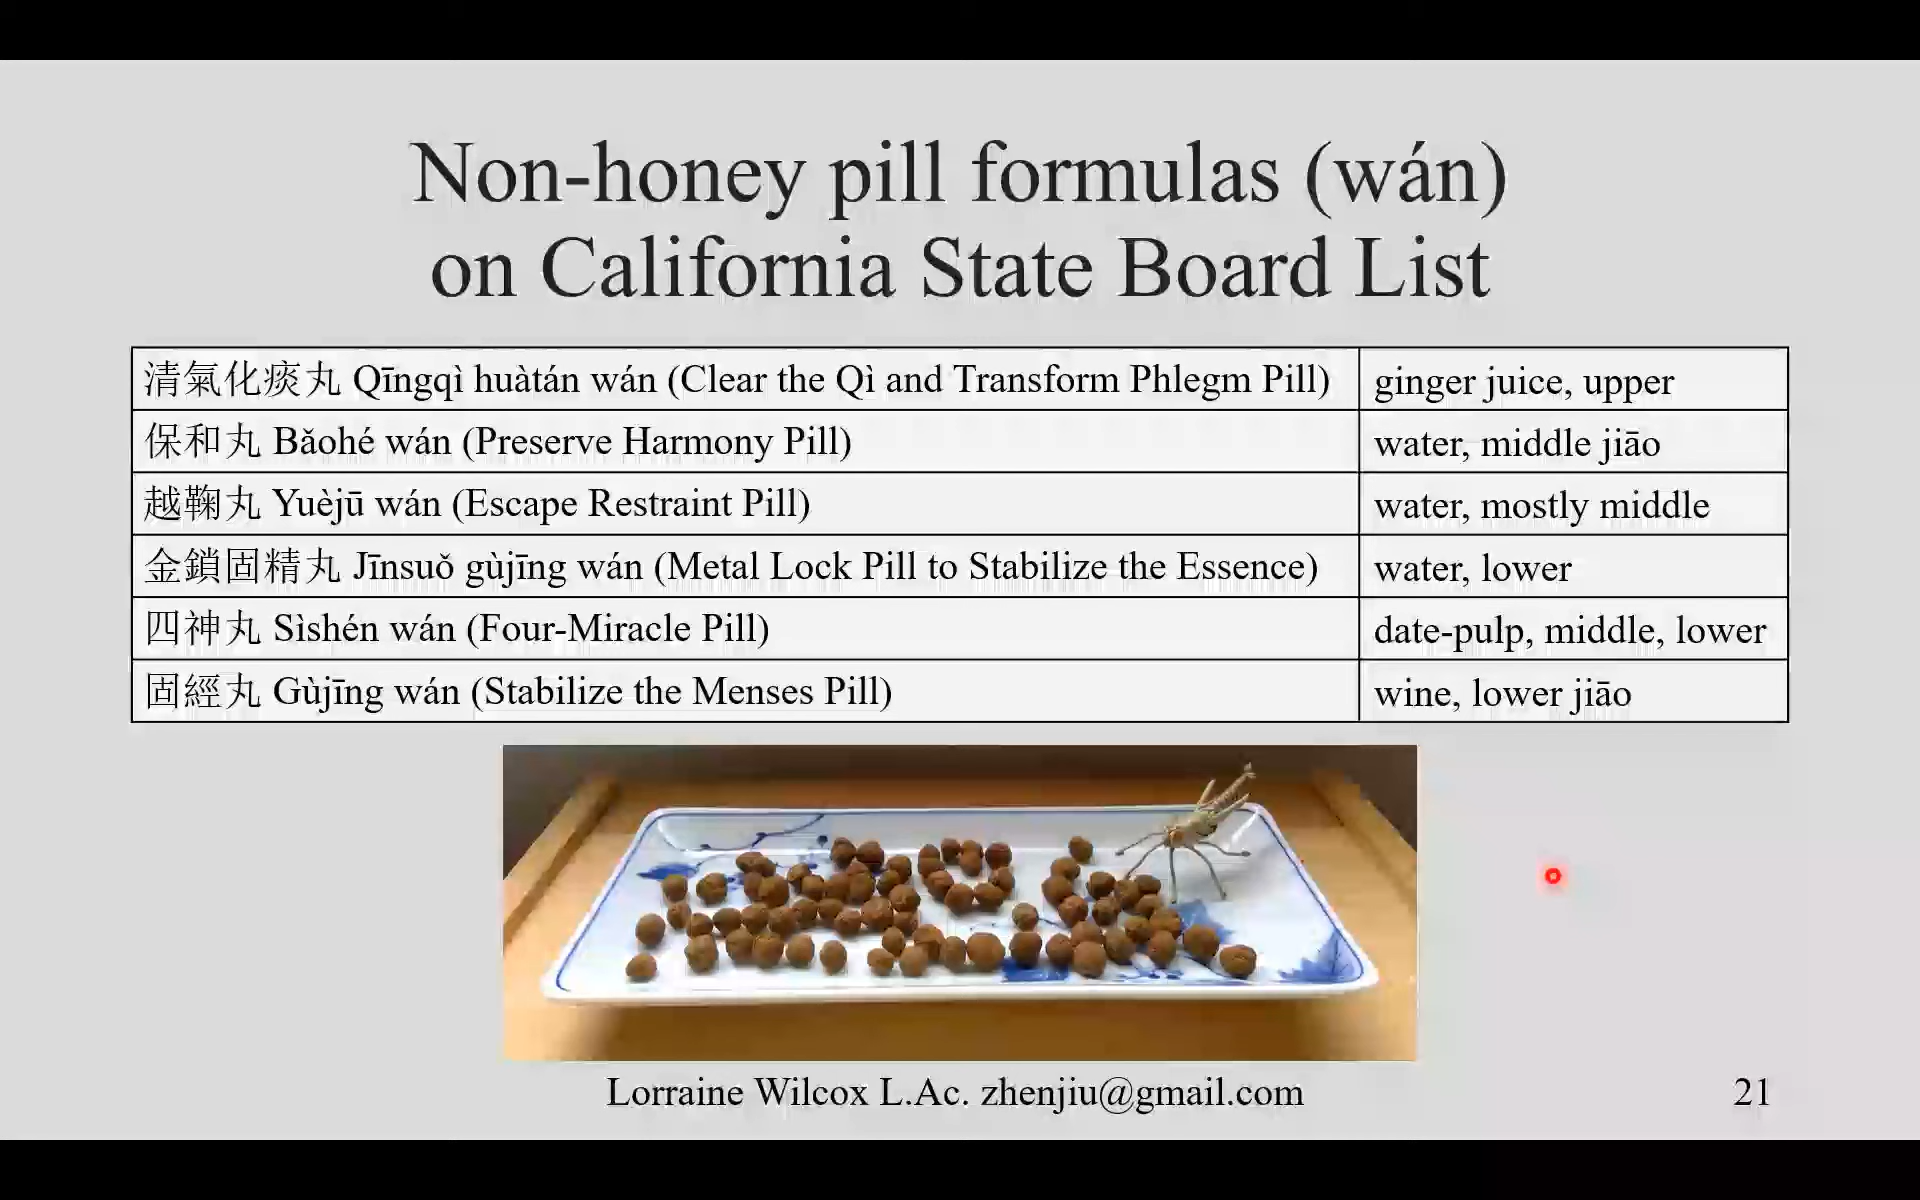 Non-honey pill formulas (wán)
on California State Board List
清氣化痰丸 Qīngqì huàtán wán (Clear the Qì and Transform Phlegm Pill) ginger juice, upper
保和丸 Bǎohé wán (Preserve Harmony Pill) water, middle jiāo
越鞠丸 Yuèjū wán (Escape Restraint Pill) water, mostly middle
金鎖固精丸 Jīnsuǒ gùjīng wán (Metal Lock Pill to Stabilize the Essence) water, lower
四神丸 Sìshén wán (Four-Miracle Pill) date-pulp, middle, lower
固經丸 Gùjīng wán (Stabilize the Menses Pill) wine, lower jiāo
Lorraine Wilcox L.Ac. zhenjiu@gmail.com 21